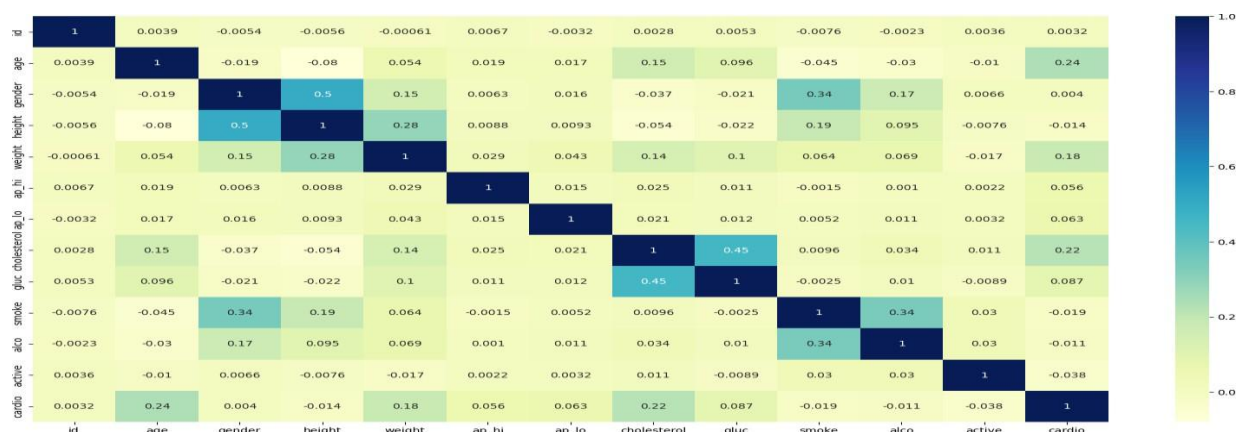 id 1 0.0039 -0.0054 -0.0056 -0.00061 0.0067 -0.0032 0.0028 0.0053 -0.0076 -0.0023 0.0036 0.0032
age 0.0039 1 -0.019 -0.08 0.054 0.019 0.017 0.15 0.096 -0.045 -0.03 -0.01 0.24
gender -0.0054 -0.019 1 0.5 0.15 0.0063 0.016 -0.037 -0.021 0.34 0.17 0.0066 0.004
height -0.0056 -0.08 0.5 1 0.28 0.0088 0.0093 -0.054 -0.022 0.19 0.095 -0.0076 -0.014
weight -0.00061 0.054 0.15 0.28 1 0.029 0.043 0.14 0.1 0.064 0.069 -0.017 0.18
ap_hi 0.0067 0.019 0.0063 0.0088 0.029 1 0.015 0.025 0.011 -0.0015 0.001 0.0022 0.056
ap_lo -0.0032 0.017 0.016 0.0093 0.043 0.015 1 0.021 0.012 0.0052 0.011 0.0032 0.063
cholesterol 0.0028 0.15 -0.037 -0.054 0.14 0.025 0.021 1 0.45 0.0096 0.034 0.011 0.22
gluc 0.0053 0.096 -0.021 -0.022 0.1 0.011 0.012 0.45 1 -0.0025 0.01 -0.0089 0.087
smoke -0.0076 -0.045 0.34 0.19 0.064 -0.0015 0.0052 0.0096 -0.0025 1 0.34 0.03 -0.019
alco -0.0023 -0.03 0.17 0.095 0.069 0.001 0.011 0.034 0.01 0.34 1 0.03 -0.011
active 0.0036 -0.01 0.0066 -0.0076 -0.017 0.0022 0.0032 0.011 -0.0089 0.03 0.03 1 -0.038
cardio 0.0032 0.24 0.004 -0.014 0.18 0.056 0.063 0.22 0.087 -0.019 -0.011 -0.038 1
id age gender height weight ap_hi ap_lo cholesterol gluc smoke alco active cardio
1.0
0.8
0.6
0.4
0.2
0.0